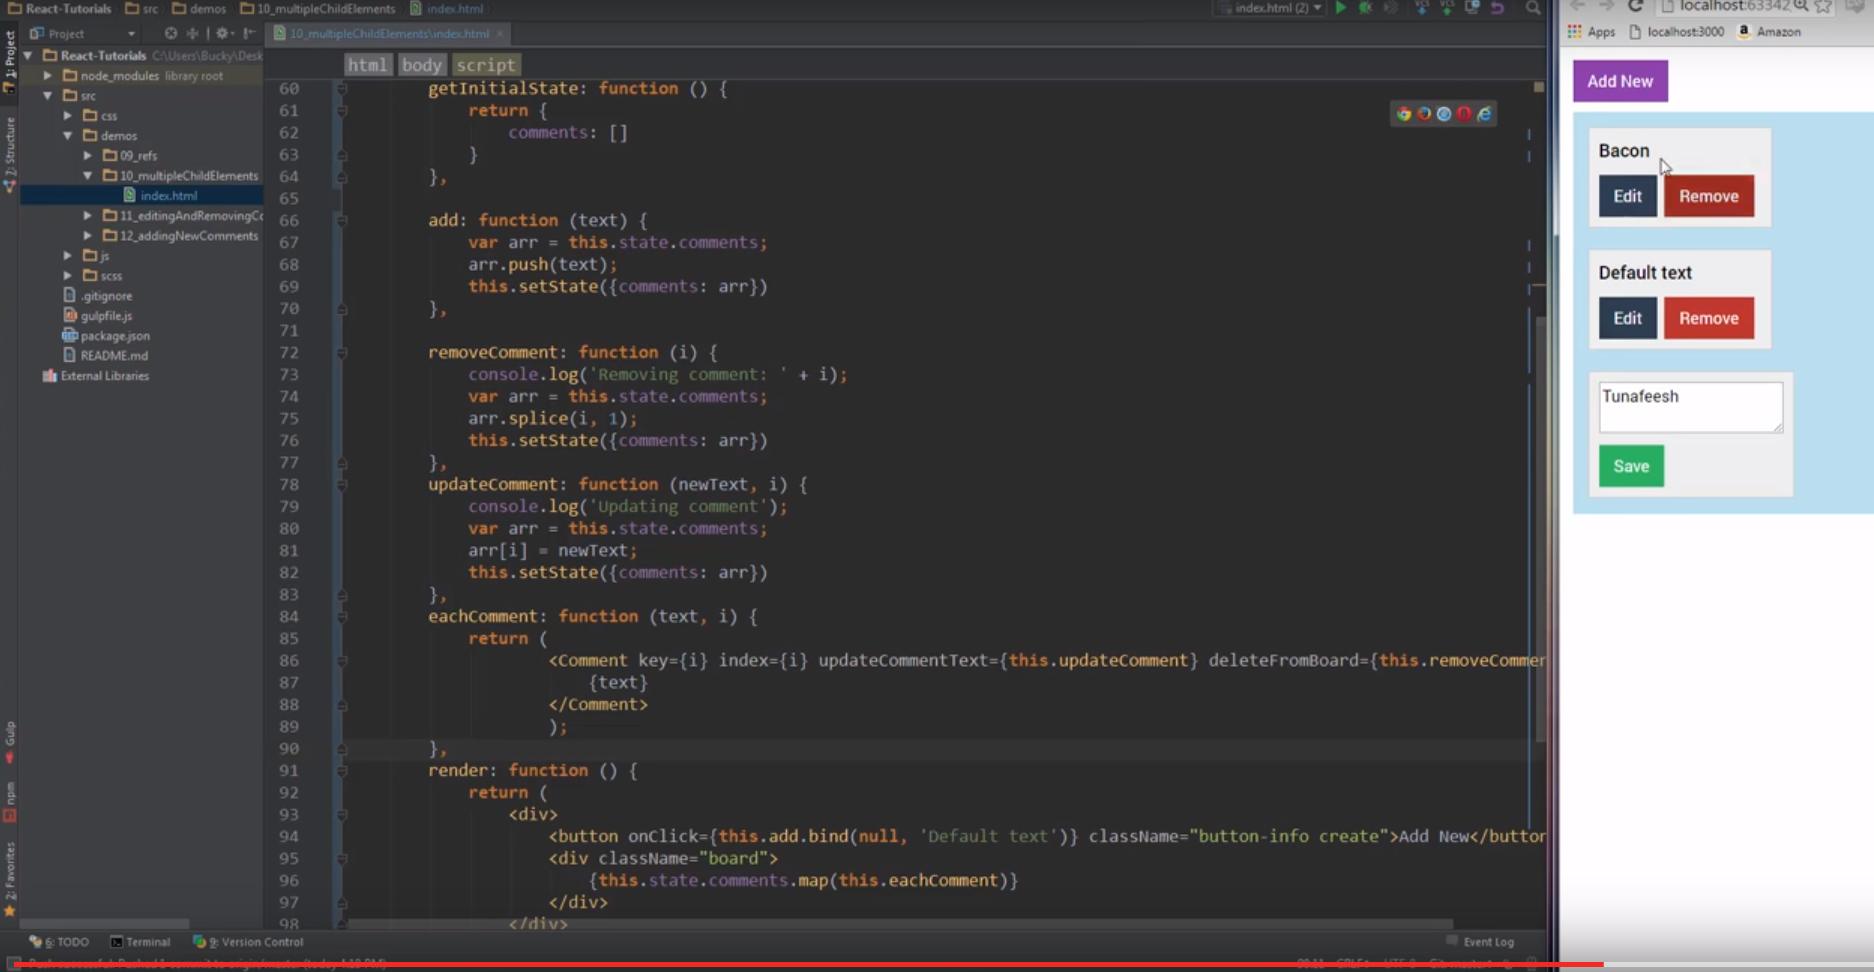 React-Tutorials src demos 10_multipleChildElements index.html
index.html (2)
Project
10_multipleChildElements\index.html
1: Project
React-Tutorials C:\Users\Bucky\Desk
node_modules library root
src
css
demos
09_refs
10_multipleChildElements
index.html
11_editingAndRemovingCo
12_addingNewComments
js
scss
.gitignore
gulpfile.js
package.json
README.md
External Libraries
Z: Structure
Gulp
npm
2: Favorites
html body script
60 getInitialState: function () {
61 return {
62 comments: []
63 }
64 },
65
66 add: function (text) {
67 var arr = this.state.comments;
68 arr.push(text);
69 this.setState({comments: arr})
70 },
71
72 removeComment: function (i) {
73 console.log('Removing comment: ' + i);
74 var arr = this.state.comments;
75 arr.splice(i, 1);
76 this.setState({comments: arr})
77 },
78 updateComment: function (newText, i) {
79 console.log('Updating comment');
80 var arr = this.state.comments;
81 arr[i] = newText;
82 this.setState({comments: arr})
83 },
84 eachComment: function (text, i) {
85 return (
86 <Comment key={i} index={i} updateCommentText={this.updateComment} deleteFromBoard={this.removeCommen
87 {text}
88 </Comment>
89 );
90 },
91 render: function () {
92 return (
93 <div>
94 <button onClick={this.add.bind(null, 'Default text')} className="button-info create">Add New</button
95 <div className="board">
96 {this.state.comments.map(this.eachComment)}
97 </div>
98 </div>
6: TODO Terminal 9: Version Control
Event Log
localhost:63342
Apps localhost:3000 Amazon
Add New
Bacon
Edit Remove
Default text
Edit Remove
Tunafeesh
Save